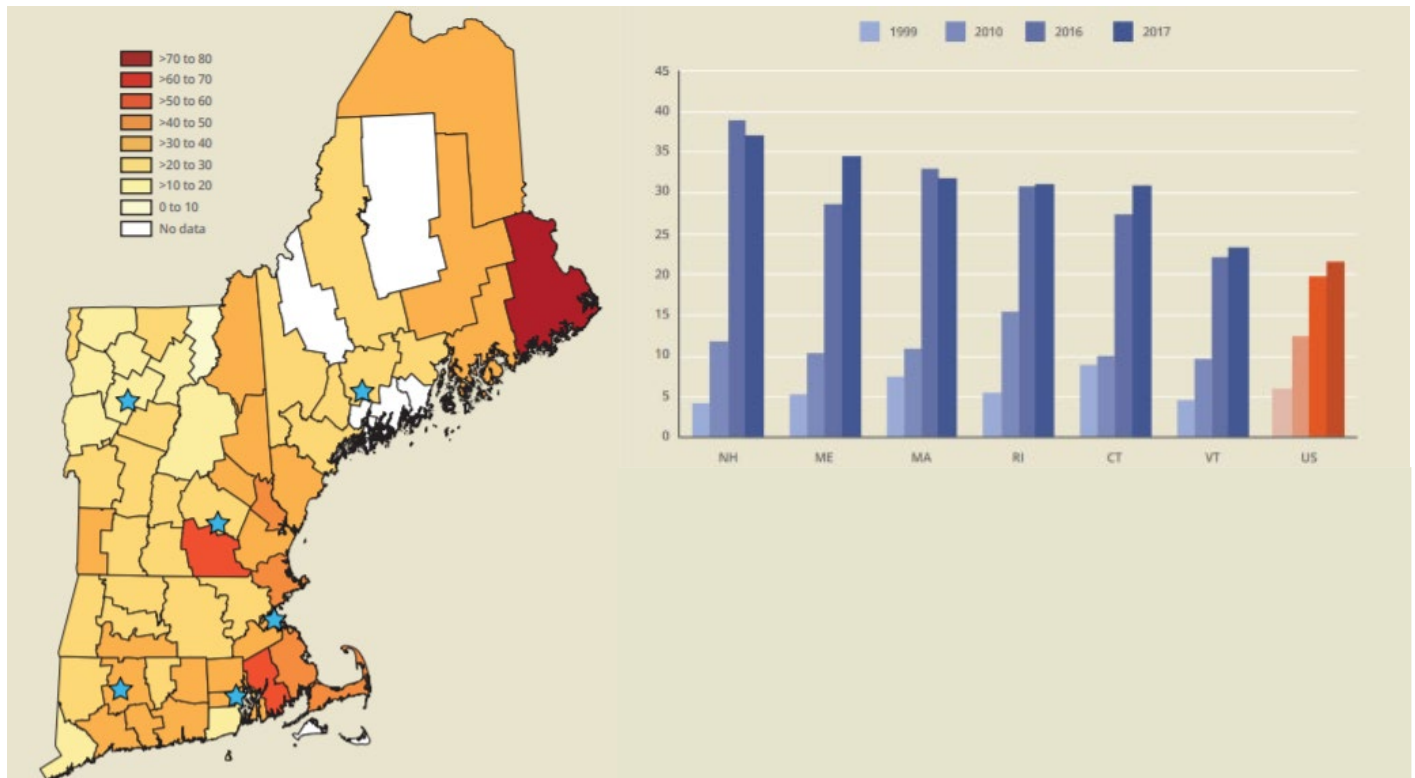 >70 to 80
>60 to 70
>50 to 60
>40 to 50
>30 to 40
>20 to 30
>10 to 20
0 to 10
No data
1999 2010 2016 2017
45
40
35
30
25
20
15
10
5
0
NH ME MA RI CT VT US